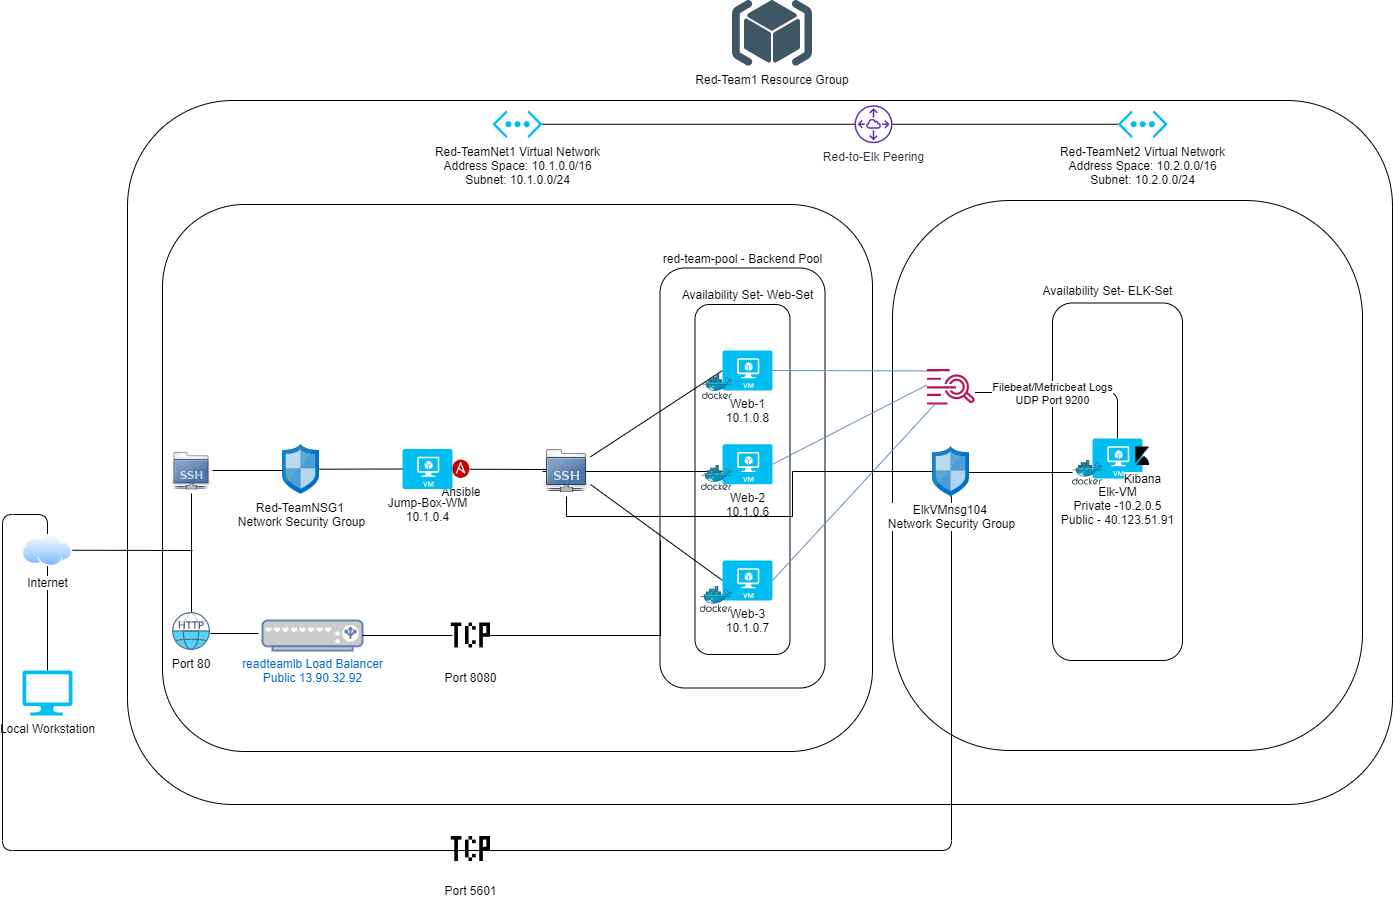 Red-Team1 Resource Group
Red-TeamNet1 Virtual Network
Address Space: 10.1.0.0/16
Subnet: 10.1.0.0/24
Red-to-Elk Peering
Red-TeamNet2 Virtual Network
Address Space: 10.2.0.0/16
Subnet: 10.2.0.0/24
red-team-pool - Backend Pool
Availability Set- Web-Set
Availability Set- ELK-Set
VM
docker
Web-1
10.1.0.8
Filebeat/Metricbeat Logs
UDP Port 9200
SSH
Red-TeamNSG1
Network Security Group
VM
A
Ansible
Jump-Box-WM
10.1.0.4
SSH
VM
docker
Web-2
10.1.0.6
ElkVMnsg104
Network Security Group
VM
docker
Kibana
Elk-VM
Private -10.2.0.5
Public - 40.123.51.91
Internet
VM
docker
Web-3
10.1.0.7
HTTP
Port 80
readteamlb Load Balancer
Public 13.90.32.92
TCP
Port 8080
Local Workstation
TCP
Port 5601